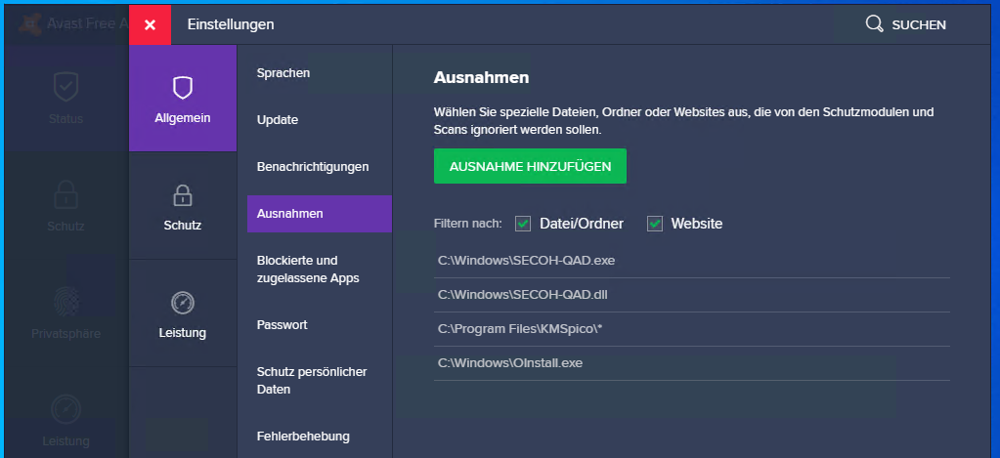 Avast Free A
Einstellungen
SUCHEN
Status
Schutz
Privatsphäre
Leistung
Allgemein
Schutz
Leistung
Sprachen
Update
Benachrichtigungen
Ausnahmen
Blockierte und
zugelassene Apps
Passwort
Schutz persönlicher
Daten
Fehlerbehebung
Ausnahmen
Wählen Sie spezielle Dateien, Ordner oder Websites aus, die von den Schutzmodulen und
Scans ignoriert werden sollen.
AUSNAHME HINZUFÜGEN
Filtern nach: Datei/Ordner Website
C:\Windows\SECOH-QAD.exe
C:\Windows\SECOH-QAD.dll
C:\Program Files\KMSpico\*
C:\Windows\OInstall.exe